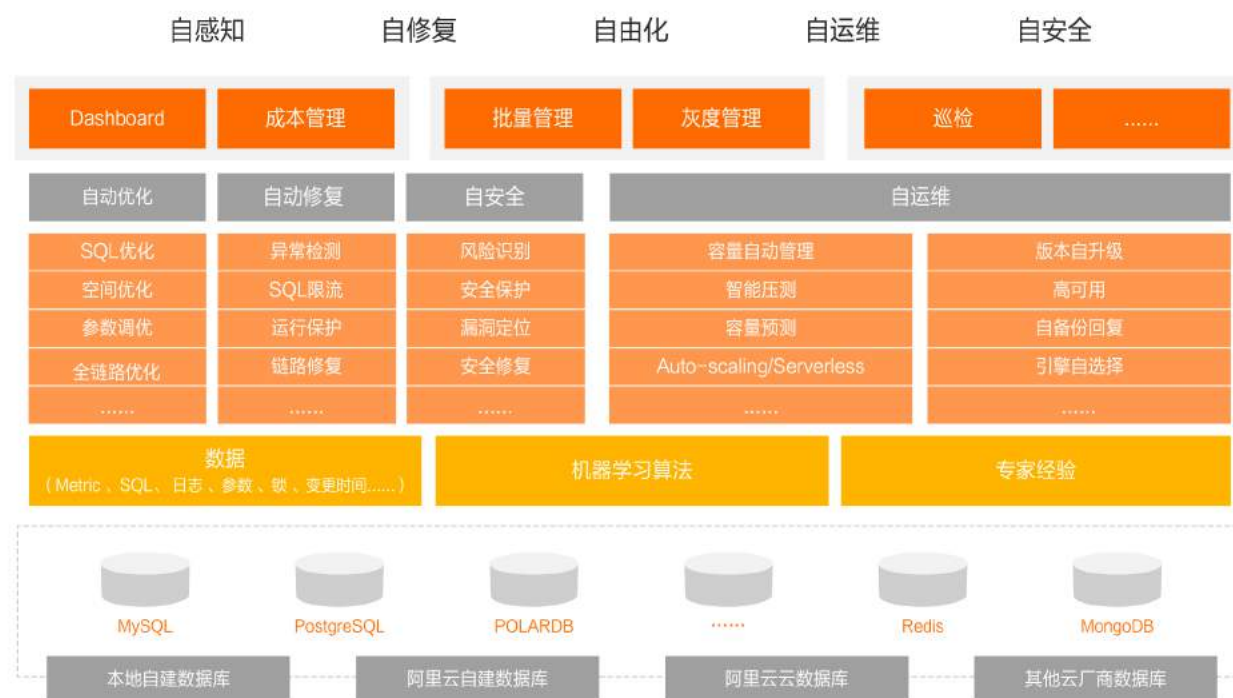 自感知 自修复 自由化 自运维 自安全
Dashboard 成本管理 批量管理 灰度管理 巡检 ......
自动优化 自动修复 自安全 自运维
SQL优化 异常检测 风险识别 容量自动管理 版本自升级
空间优化 SQL限流 安全保护 智能压测 高可用
参数调优 运行保护 漏洞定位 容量预测 自备份回复
全链路优化 链路修复 安全修复 Auto-scaling/Serverless 引擎自选择
...... ...... ...... ...... ......
数据 机器学习算法 专家经验
(Metric、SQL、日志、参数、锁、变更时间......)
MySQL PostgreSQL POLARDB ...... Redis MongoDB
本地自建数据库 阿里云自建数据库 阿里云云数据库 其他云厂商数据库